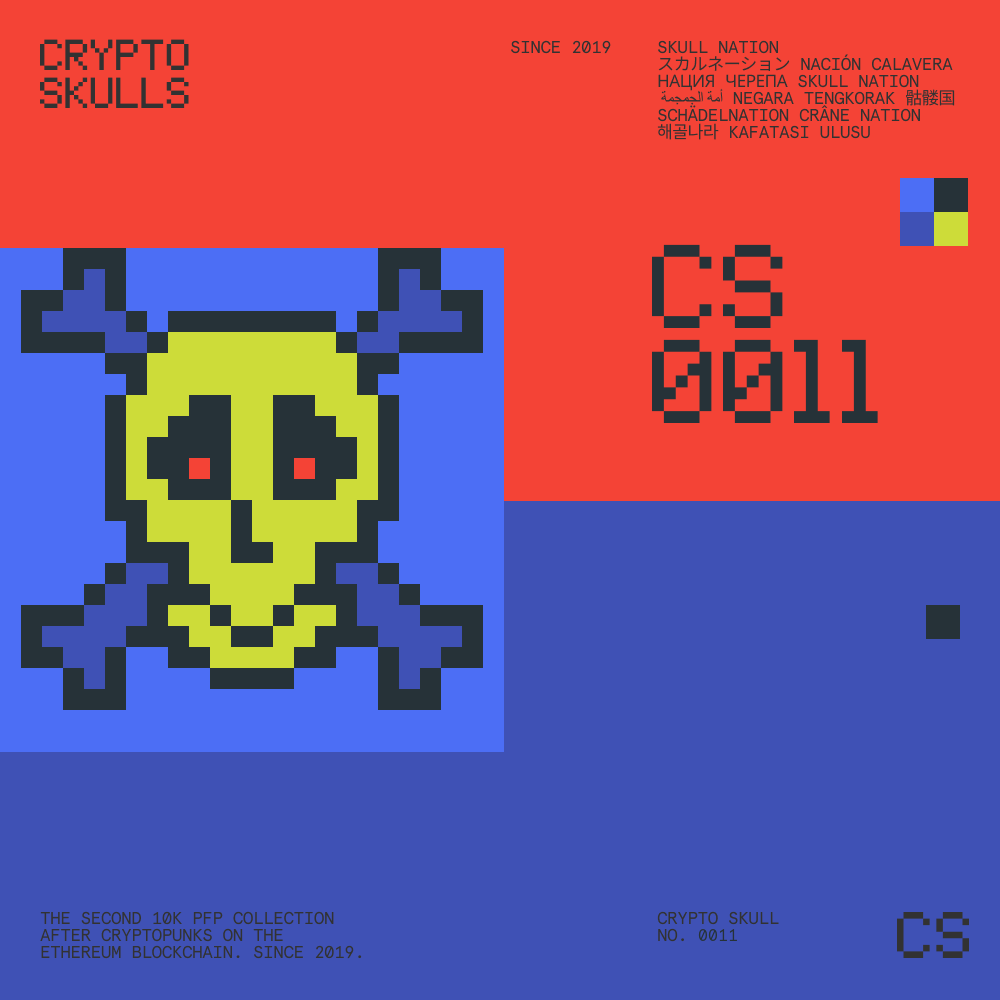 CRYPTO
SKULLS
SINCE 2019
SKULL NATION
スカルネーション NACIÓN CALAVERA
НАЦИЯ ЧЕРЕПА SKULL NATION
أمة الجمجمة NEGARA TENGKORAK 骷髅国
SCHÄDELNATION CRÂNE NATION
해골나라 KAFATASI ULUSU
CS
0011
THE SECOND 10K PFP COLLECTION
AFTER CRYPTOPUNKS ON THE
ETHEREUM BLOCKCHAIN. SINCE 2019.
CRYPTO SKULL
NO. 0011
CS